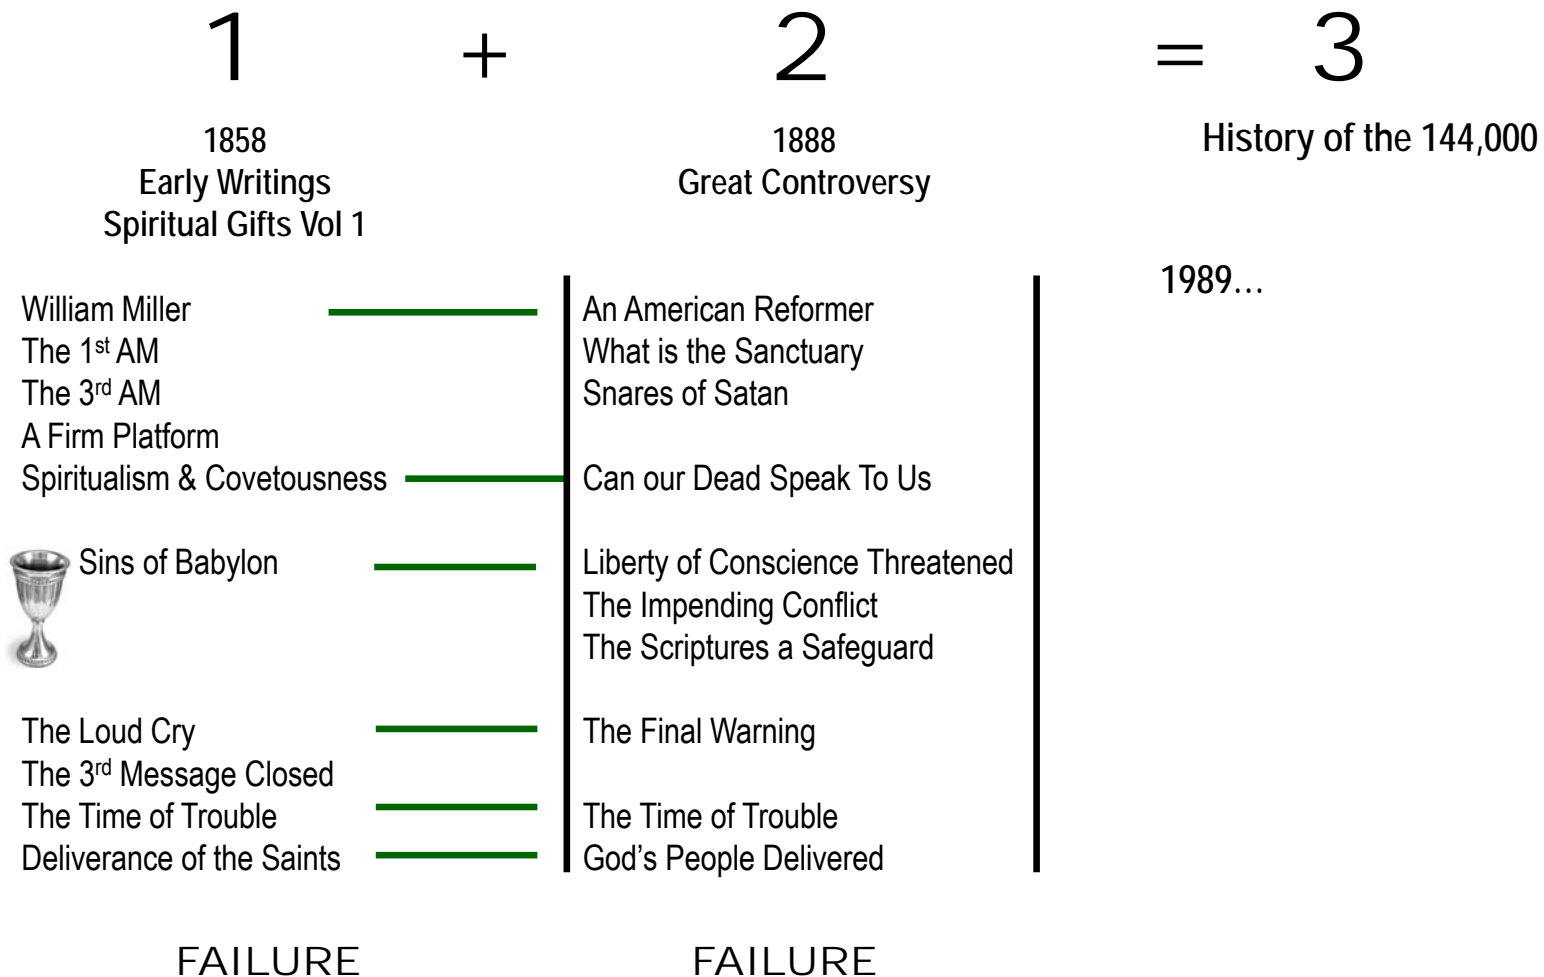 1 + 2 = 3
1858
Early Writings
Spiritual Gifts Vol 1
1888
Great Controversy
History of the 144,000
William Miller
The 1st AM
The 3rd AM
A Firm Platform
Spiritualism & Covetousness
Sins of Babylon
The Loud Cry
The 3rd Message Closed
The Time of Trouble
Deliverance of the Saints
FAILURE
An American Reformer
What is the Sanctuary
Snares of Satan
Can our Dead Speak To Us
Liberty of Conscience Threatened
The Impending Conflict
The Scriptures a Safeguard
The Final Warning
The Time of Trouble
God's People Delivered
FAILURE
1989…